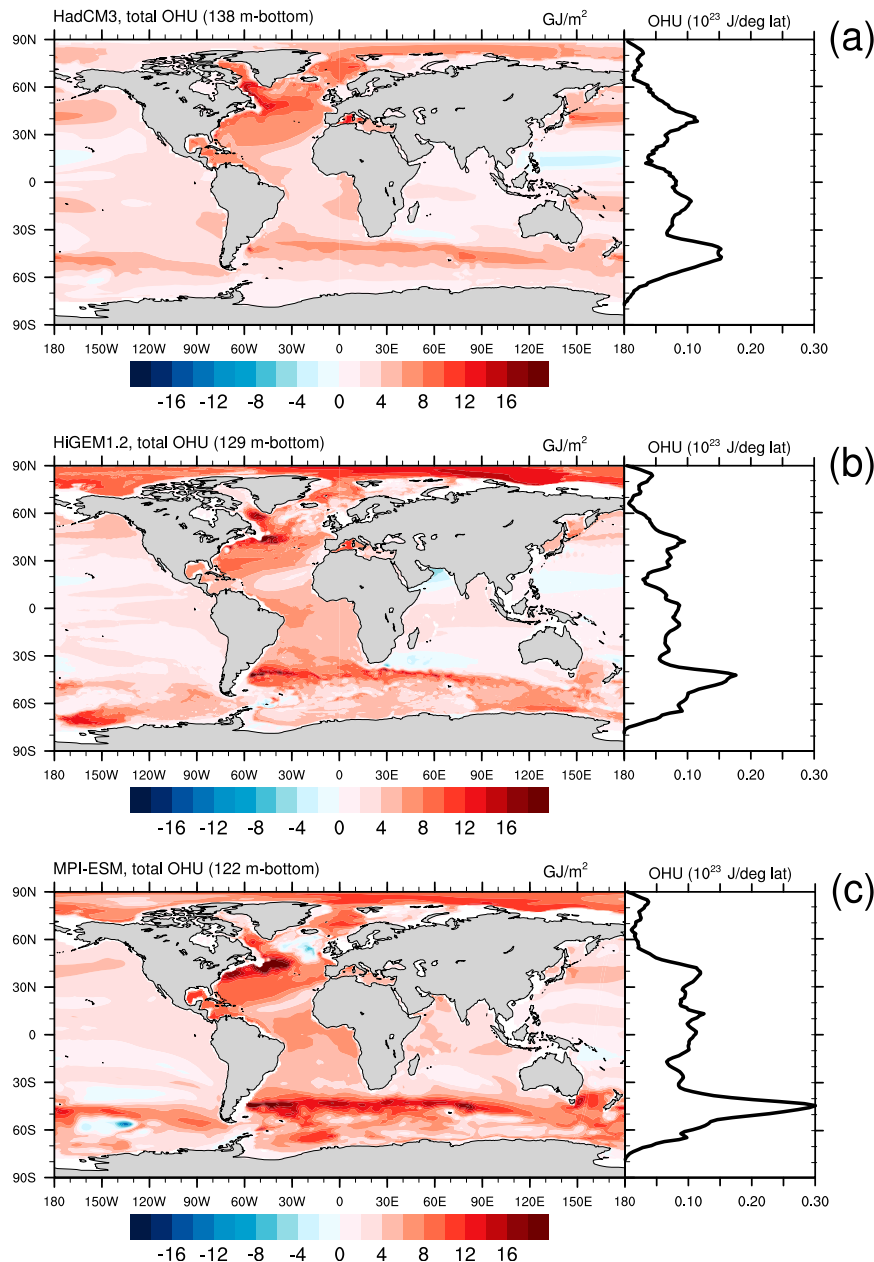 HadCM3, total OHU (138 m-bottom) GJ/m² OHU (10²³ J/deg lat) (a)
90N
60N
30N
0
30S
60S
90S
180 150W 120W 90W 60W 30W 0 30E 60E 90E 120E 150E 180 0.10 0.20 0.30
-16 -12 -8 -4 0 4 8 12 16
HiGEM1.2, total OHU (129 m-bottom) GJ/m² OHU (10²³ J/deg lat) (b)
90N
60N
30N
0
30S
60S
90S
180 150W 120W 90W 60W 30W 0 30E 60E 90E 120E 150E 180 0.10 0.20 0.30
-16 -12 -8 -4 0 4 8 12 16
MPI-ESM, total OHU (122 m-bottom) GJ/m² OHU (10²³ J/deg lat) (c)
90N
60N
30N
0
30S
60S
90S
180 150W 120W 90W 60W 30W 0 30E 60E 90E 120E 150E 180 0.10 0.20 0.30
-16 -12 -8 -4 0 4 8 12 16